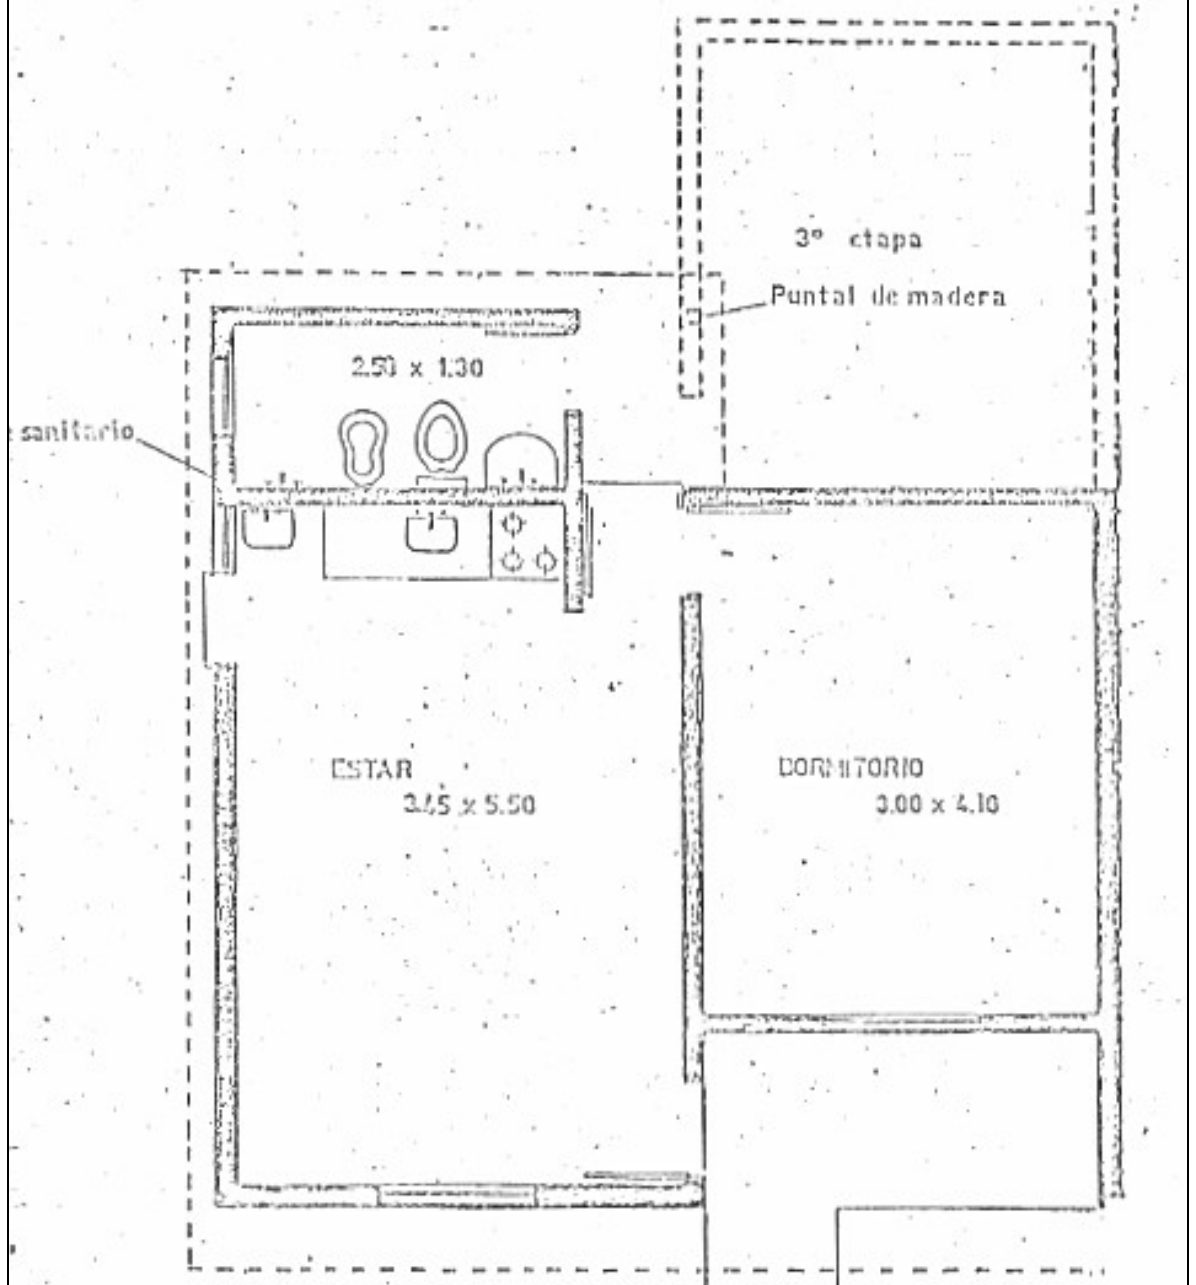 3° etapa
Puntal de madera
2.50 x 1.30
sanitario
ESTAR
3.45 x 5.50
DORMITORIO
3.00 x 4.10